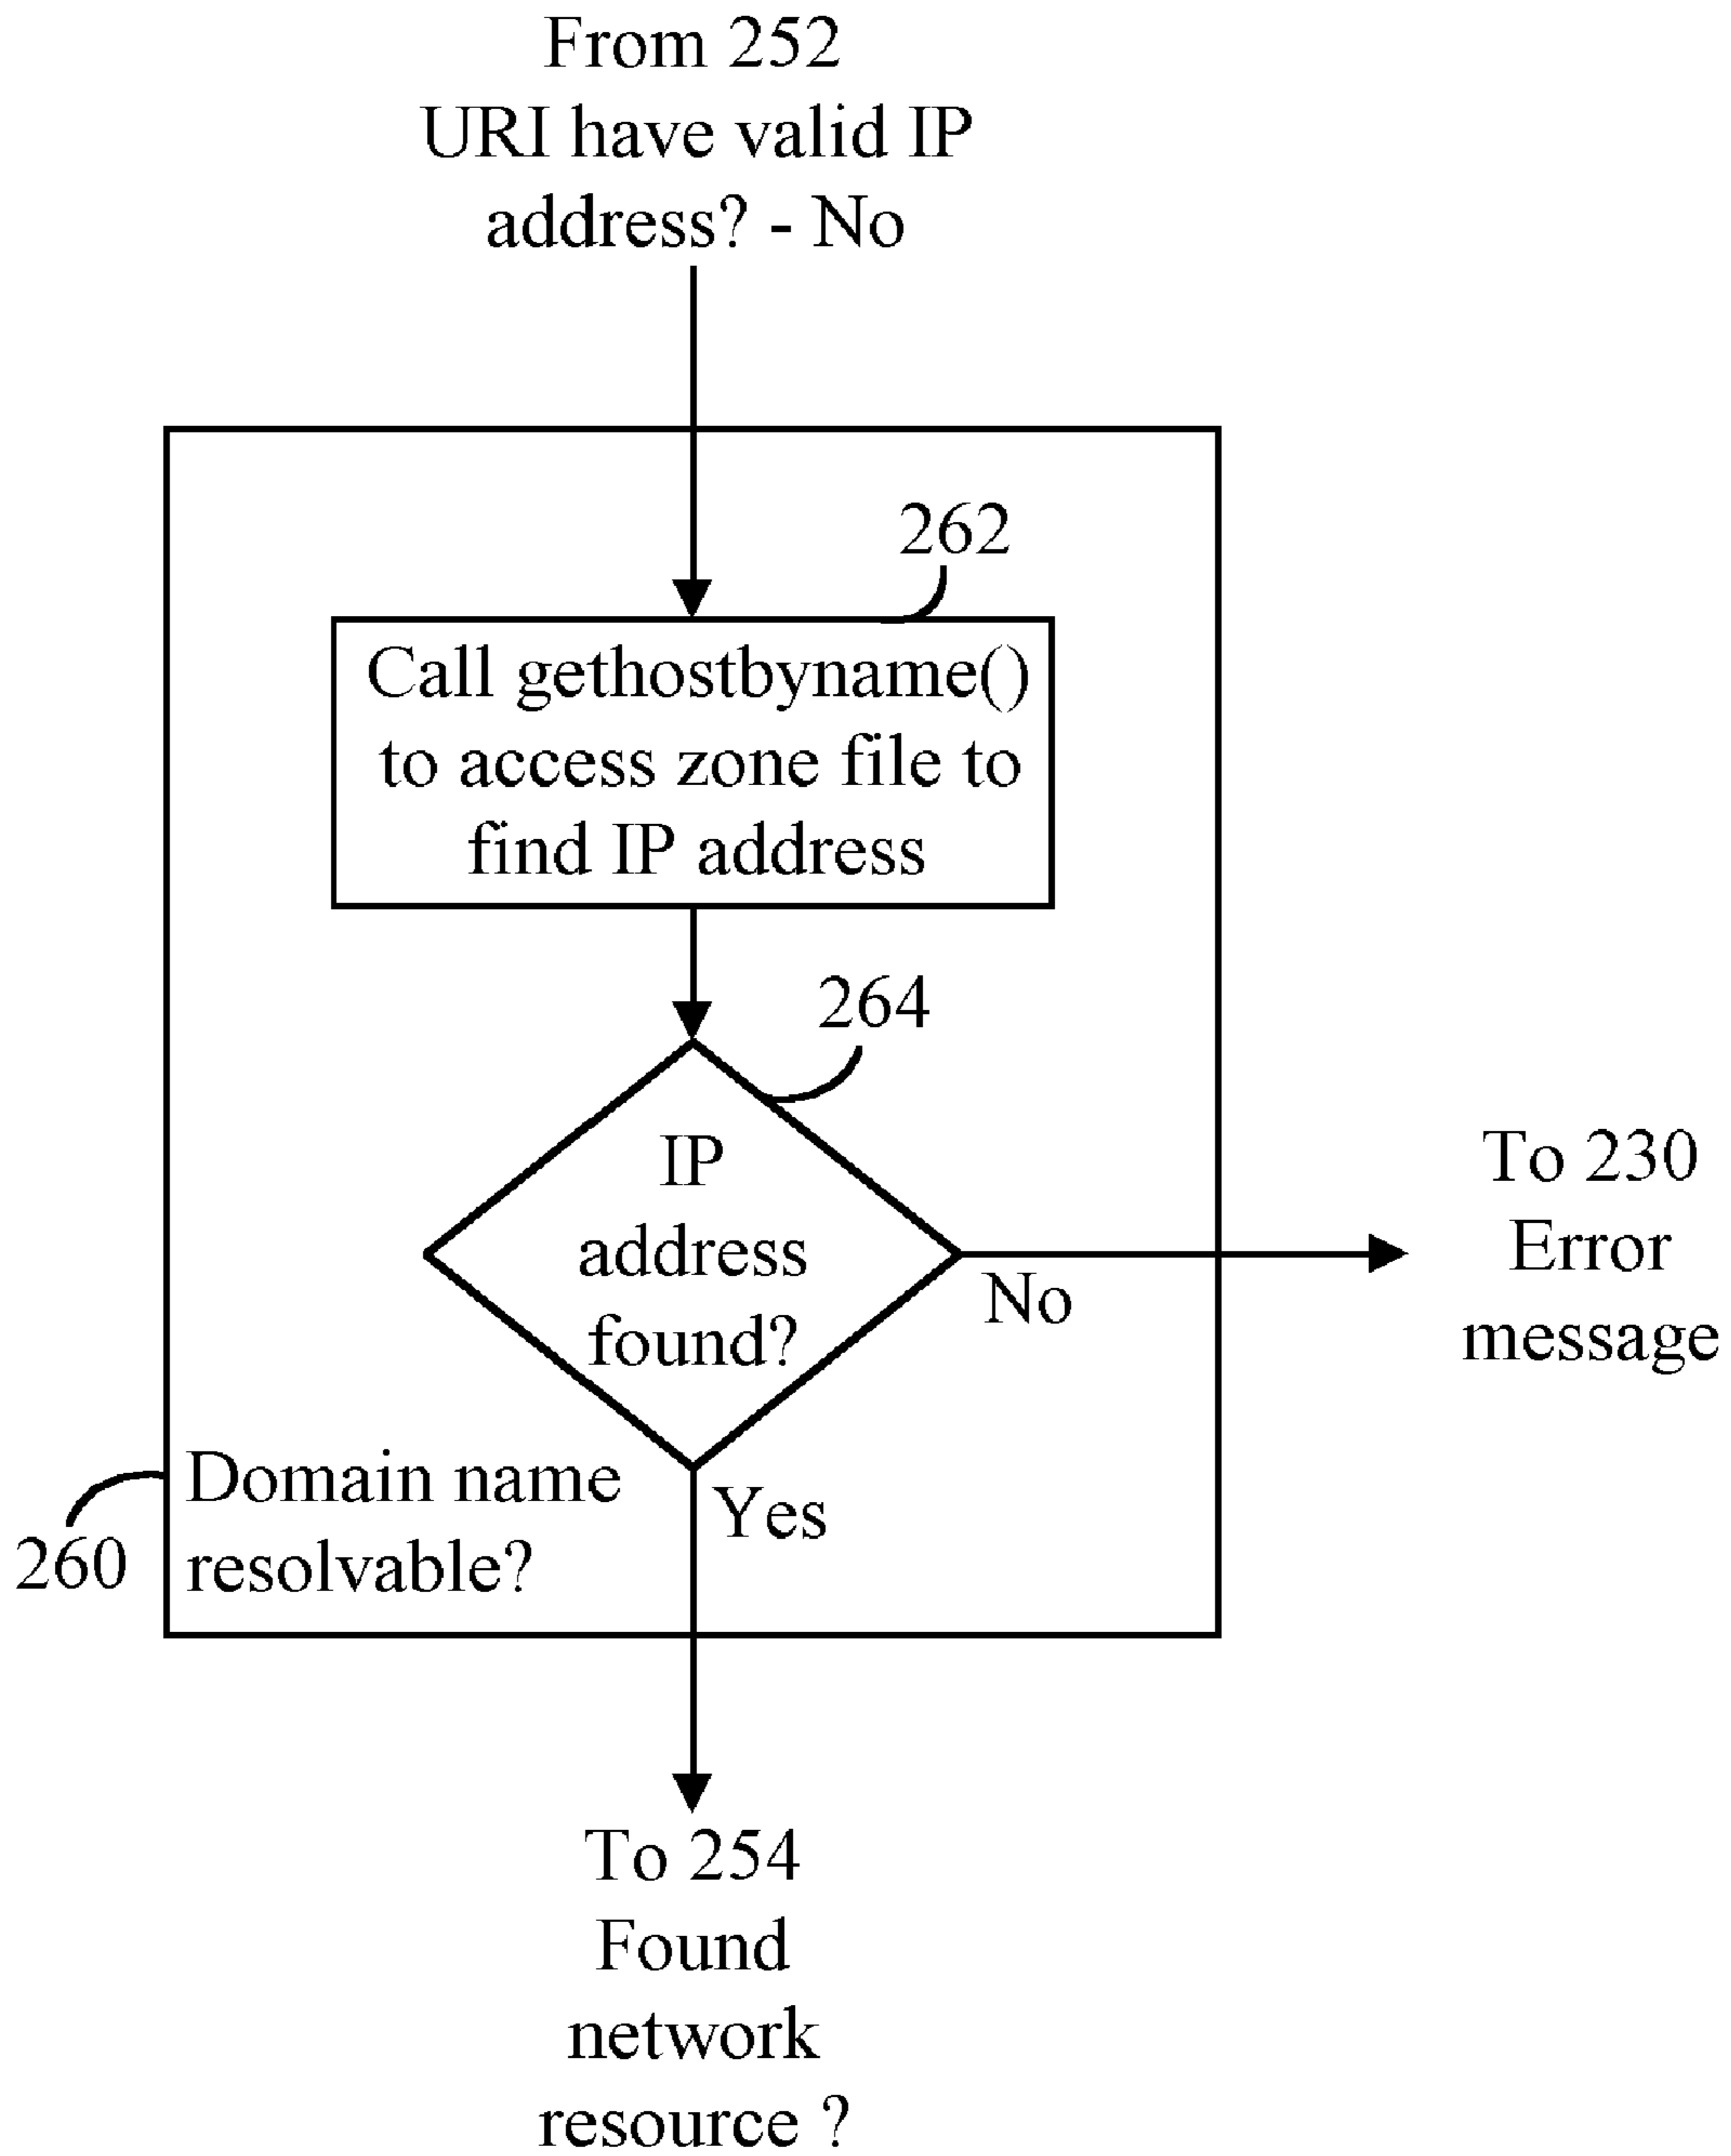 From 252
URI have valid IP
address? - No
262
Call gethostbyname()
to access zone file to
find IP address
264
IP
address
found?
No
To 230
Error
message
Domain name
resolvable?
260
Yes
To 254
Found
network
resource ?